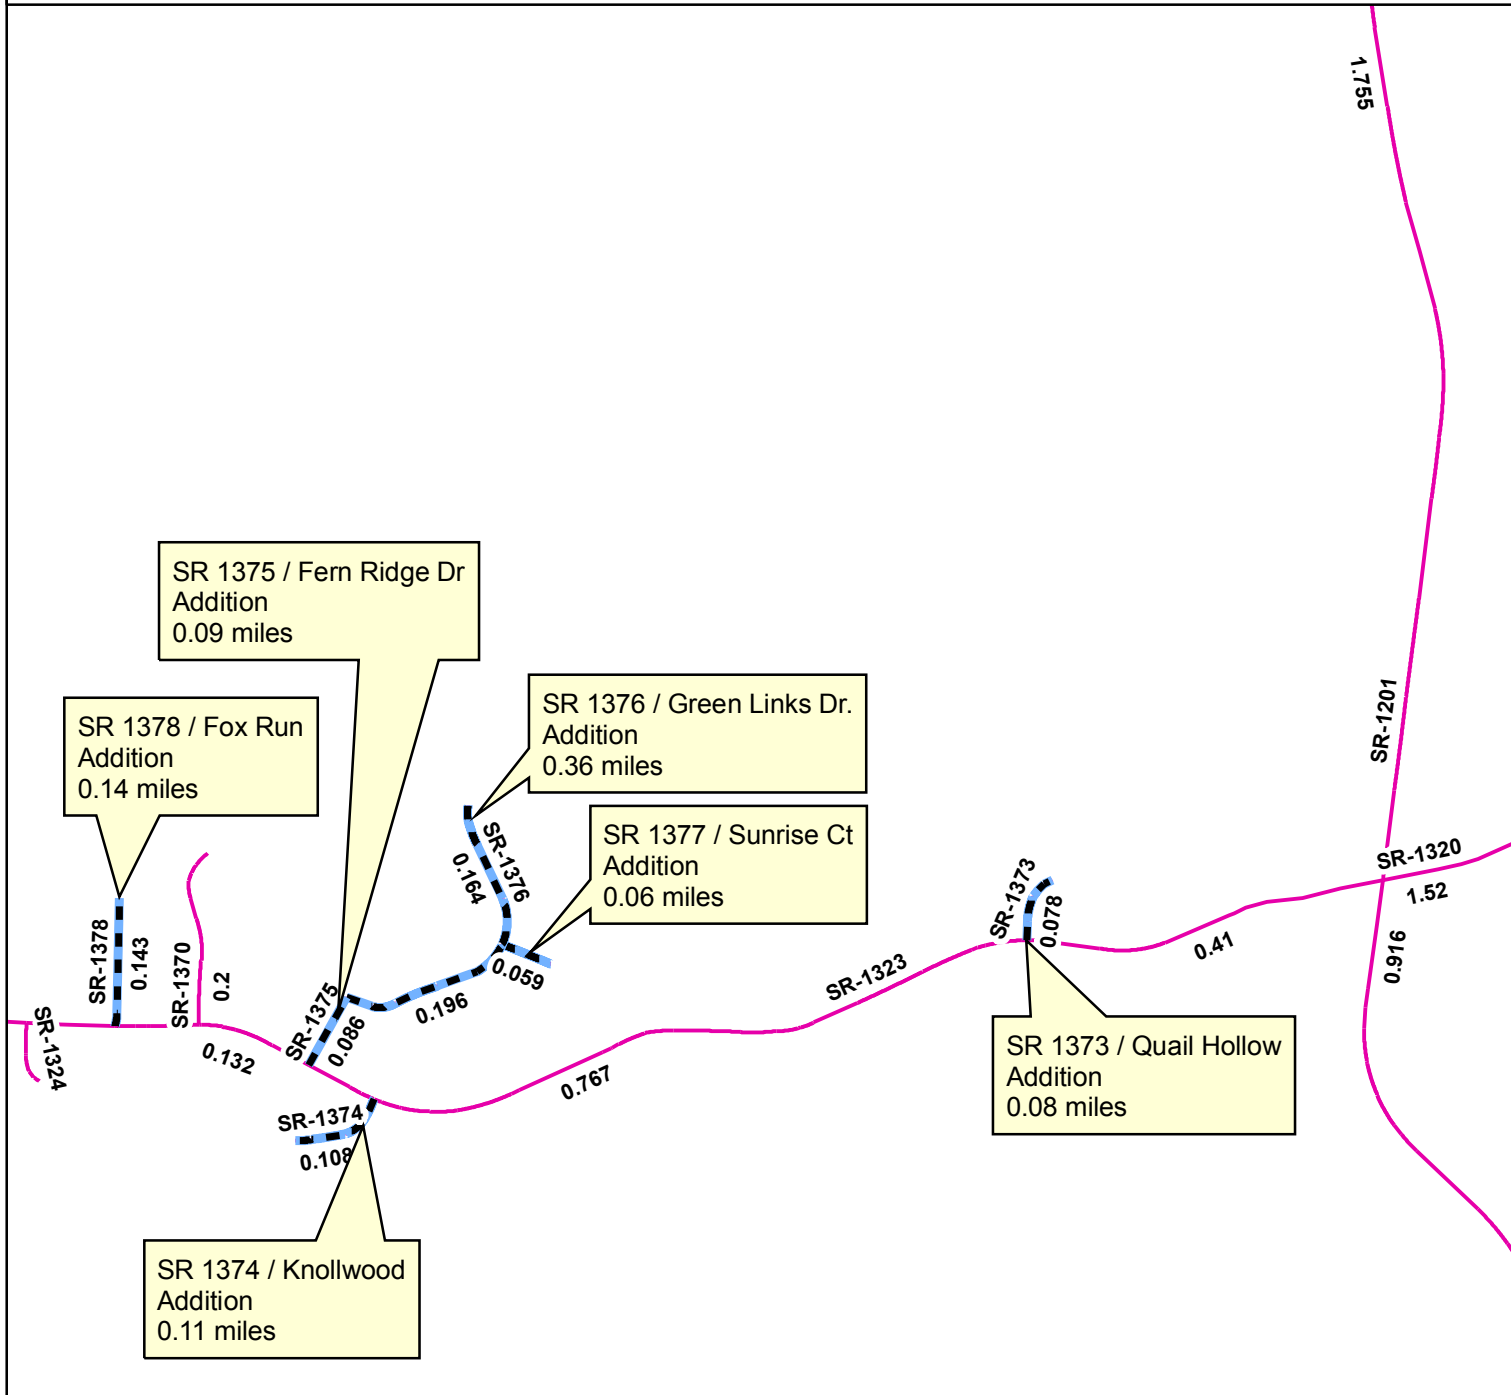 1.755
SR 1375 / Fern Ridge Dr
Addition
0.09 miles
SR 1376 / Green Links Dr.
Addition
0.36 miles
SR 1378 / Fox Run
Addition
0.14 miles
SR-1201
SR 1377 / Sunrise Ct
Addition
0.06 miles
SR-1376
0.164
SR-1320
1.52
SR-1373
0.078
SR-1378
0.143
SR-1370
0.2
0.059
0.196
SR-1323
0.41
0.916
SR-1375
0.086
SR-1324
0.132
0.767
SR 1373 / Quail Hollow
Addition
0.08 miles
SR-1374
0.108
SR 1374 / Knollwood
Addition
0.11 miles